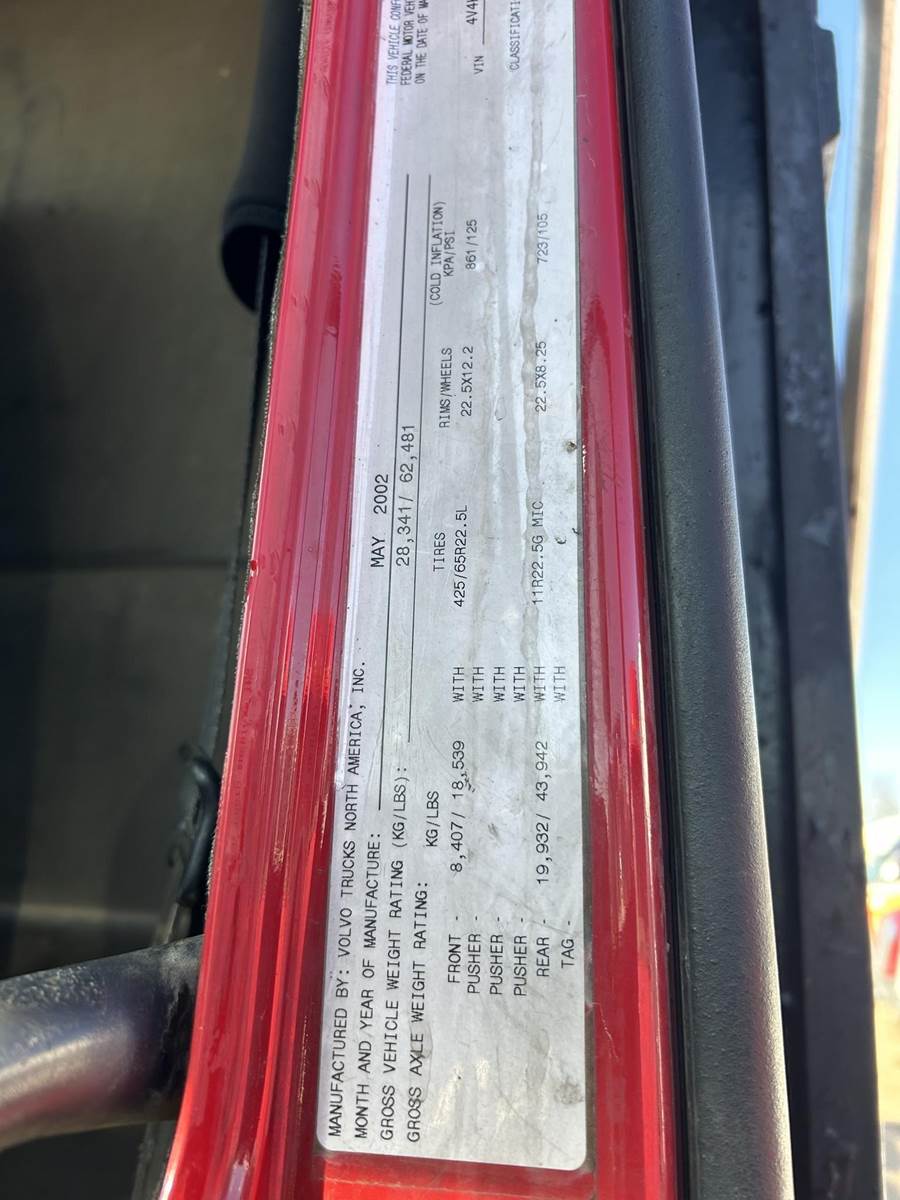 MANUFACTURED BY: VOLVO TRUCKS NORTH AMERICA, INC.
MONTH AND YEAR OF MANUFACTURE: MAY 2002
GROSS VEHICLE WEIGHT RATING (KG/LBS): 28,341/ 62,481
GROSS AXLE WEIGHT RATING: KG/LBS TIRES RIMS/WHEELS (COLD INFLATION) KPA/PSI
FRONT - 8,407/ 18,539 WITH 425/65R22.5L 22.5X12.2 861/125
PUSHER - WITH
PUSHER - WITH
PUSHER - WITH
REAR - 19,932/ 43,942 WITH 11R22.5G MIC 22.5X8.25 723/105
TAG - WITH
THIS VEHICLE
FEDERAL MOTOR
ON THE DATE OF
VIN